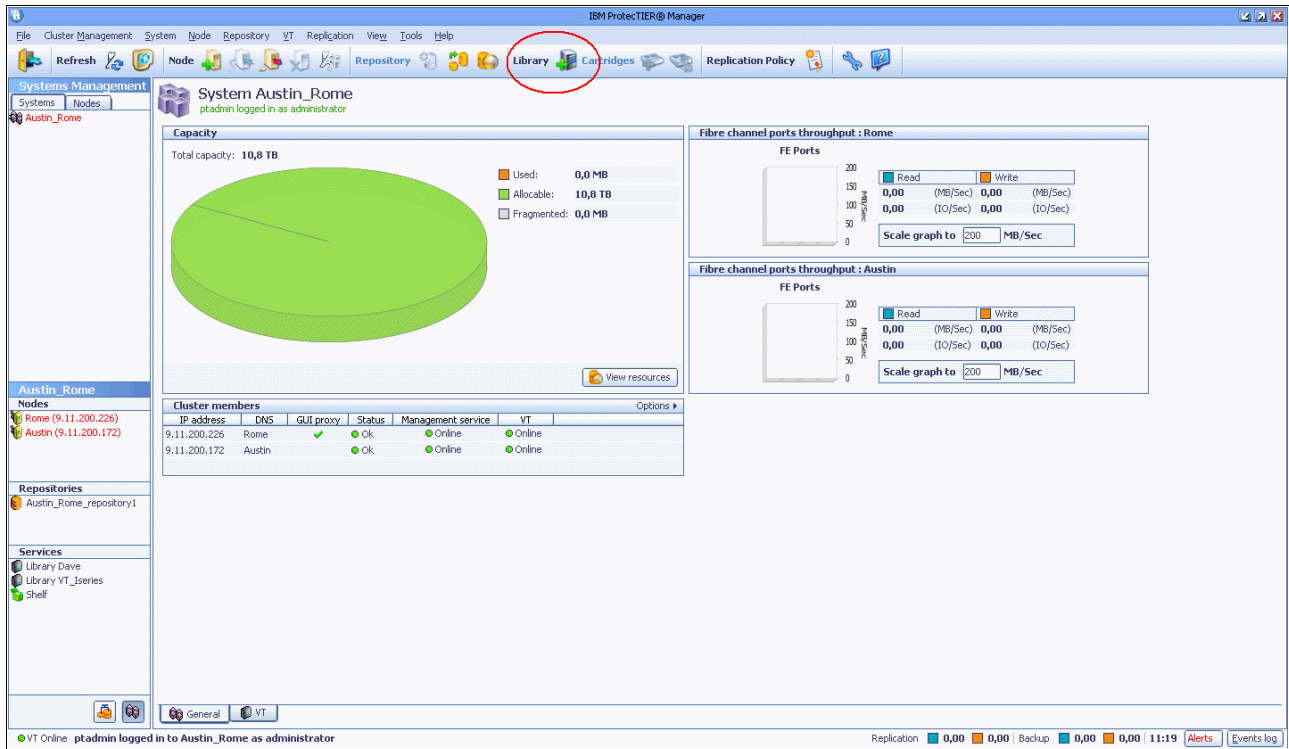 IBM ProtecTIER® Manager
File Cluster Management System Node Repository VT Replication View Tools Help
Refresh Node Repository Library Cartridges Replication Policy
Systems Management
Systems Nodes
Austin_Rome
System Austin_Rome
ptadmin logged in as administrator
Capacity
Total capacity: 10,8 TB
Used: 0,0 MB
Allocable: 10,8 TB
Fragmented: 0,0 MB
View resources
Fibre channel ports throughput : Rome
FE Ports
200
150
100
50
0
MB/Sec
Read Write
0,00 (MB/Sec) 0,00 (MB/Sec)
0,00 (IO/Sec) 0,00 (IO/Sec)
Scale graph to 200 MB/Sec
Fibre channel ports throughput : Austin
FE Ports
200
150
100
50
0
MB/Sec
Read Write
0,00 (MB/Sec) 0,00 (MB/Sec)
0,00 (IO/Sec) 0,00 (IO/Sec)
Scale graph to 200 MB/Sec
Austin_Rome
Nodes
Rome (9.11.200.226)
Austin (9.11.200.172)
Cluster members Options
IP address DNS GUI proxy Status Management service VT
9.11.200.226 Rome Ok Online Online
9.11.200.172 Austin Ok Online Online
Repositories
Austin_Rome_repository1
Services
Library Dave
Library VT_Iseries
Shelf
General VT
VT Online ptadmin logged in to Austin_Rome as administrator
Replication 0,00 0,00 Backup 0,00 0,00 11:19 Alerts Events log